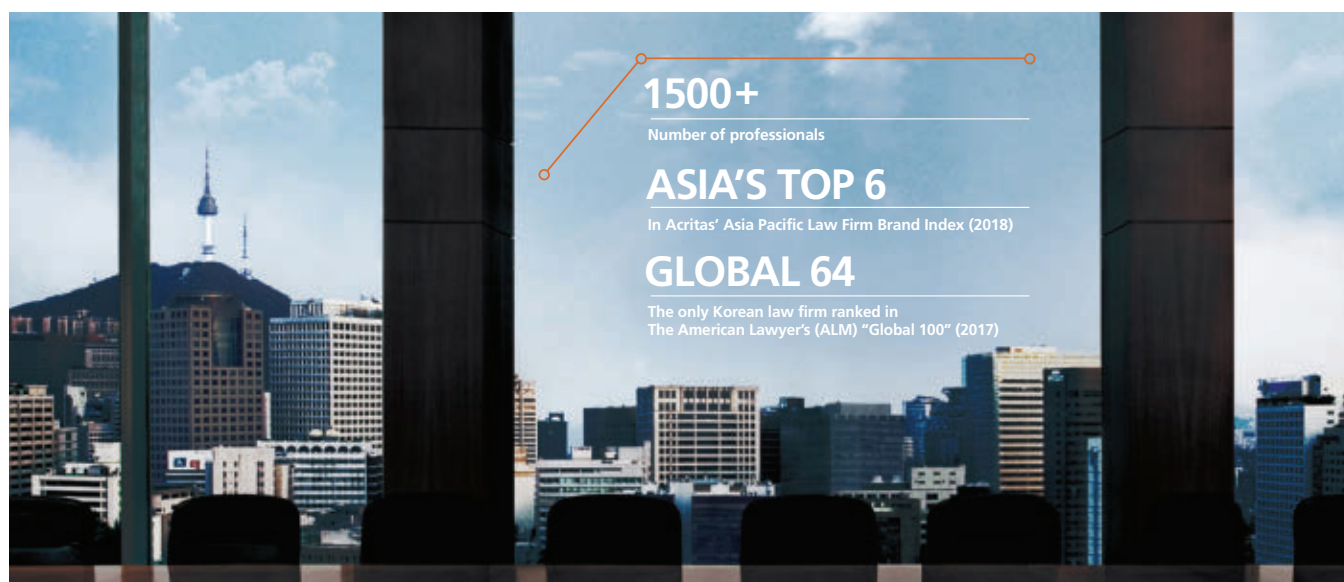 1500+
Number of professionals
ASIA’S TOP 6
In Acritas’ Asia Pacific Law Firm Brand Index (2018)
GLOBAL 64
The only Korean law firm ranked in
The American Lawyer’s (ALM) “Global 100” (2017)